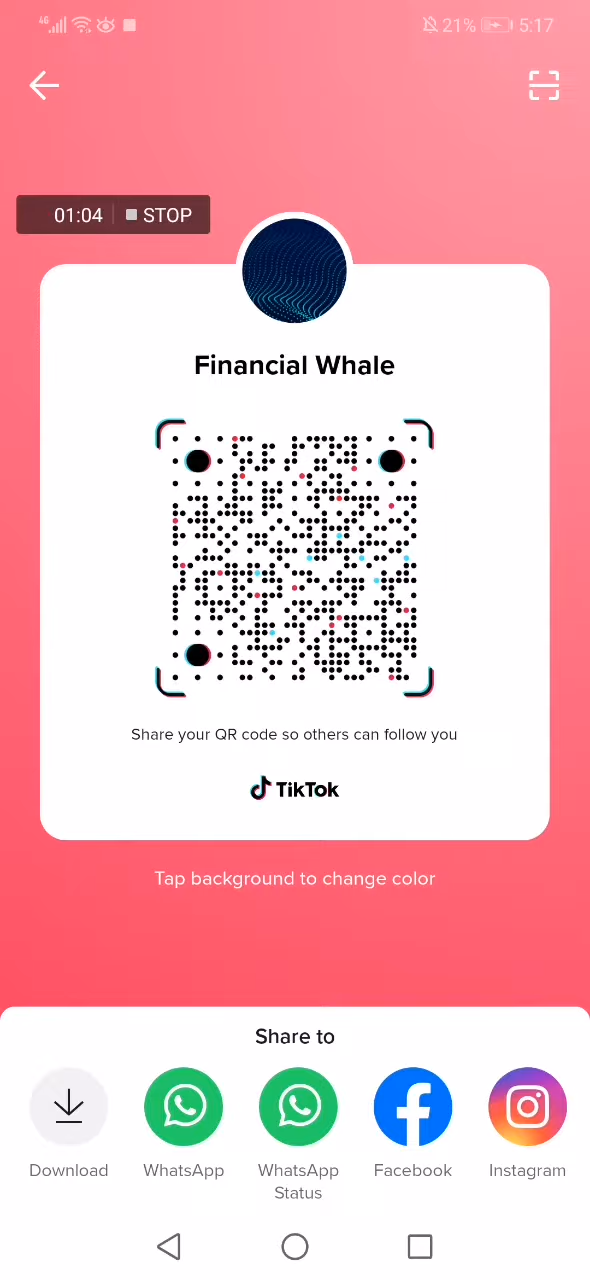 4G 21% 5:17
01:04 STOP
Financial Whale
Share your QR code so others can follow you
TikTok
Tap background to change color
Share to
Download WhatsApp WhatsApp Status Facebook Instagram